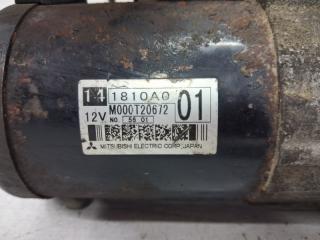 14 1810A0 01
12V M000T20672
NO. 56 01
MITSUBISHI ELECTRIC CORP. JAPAN